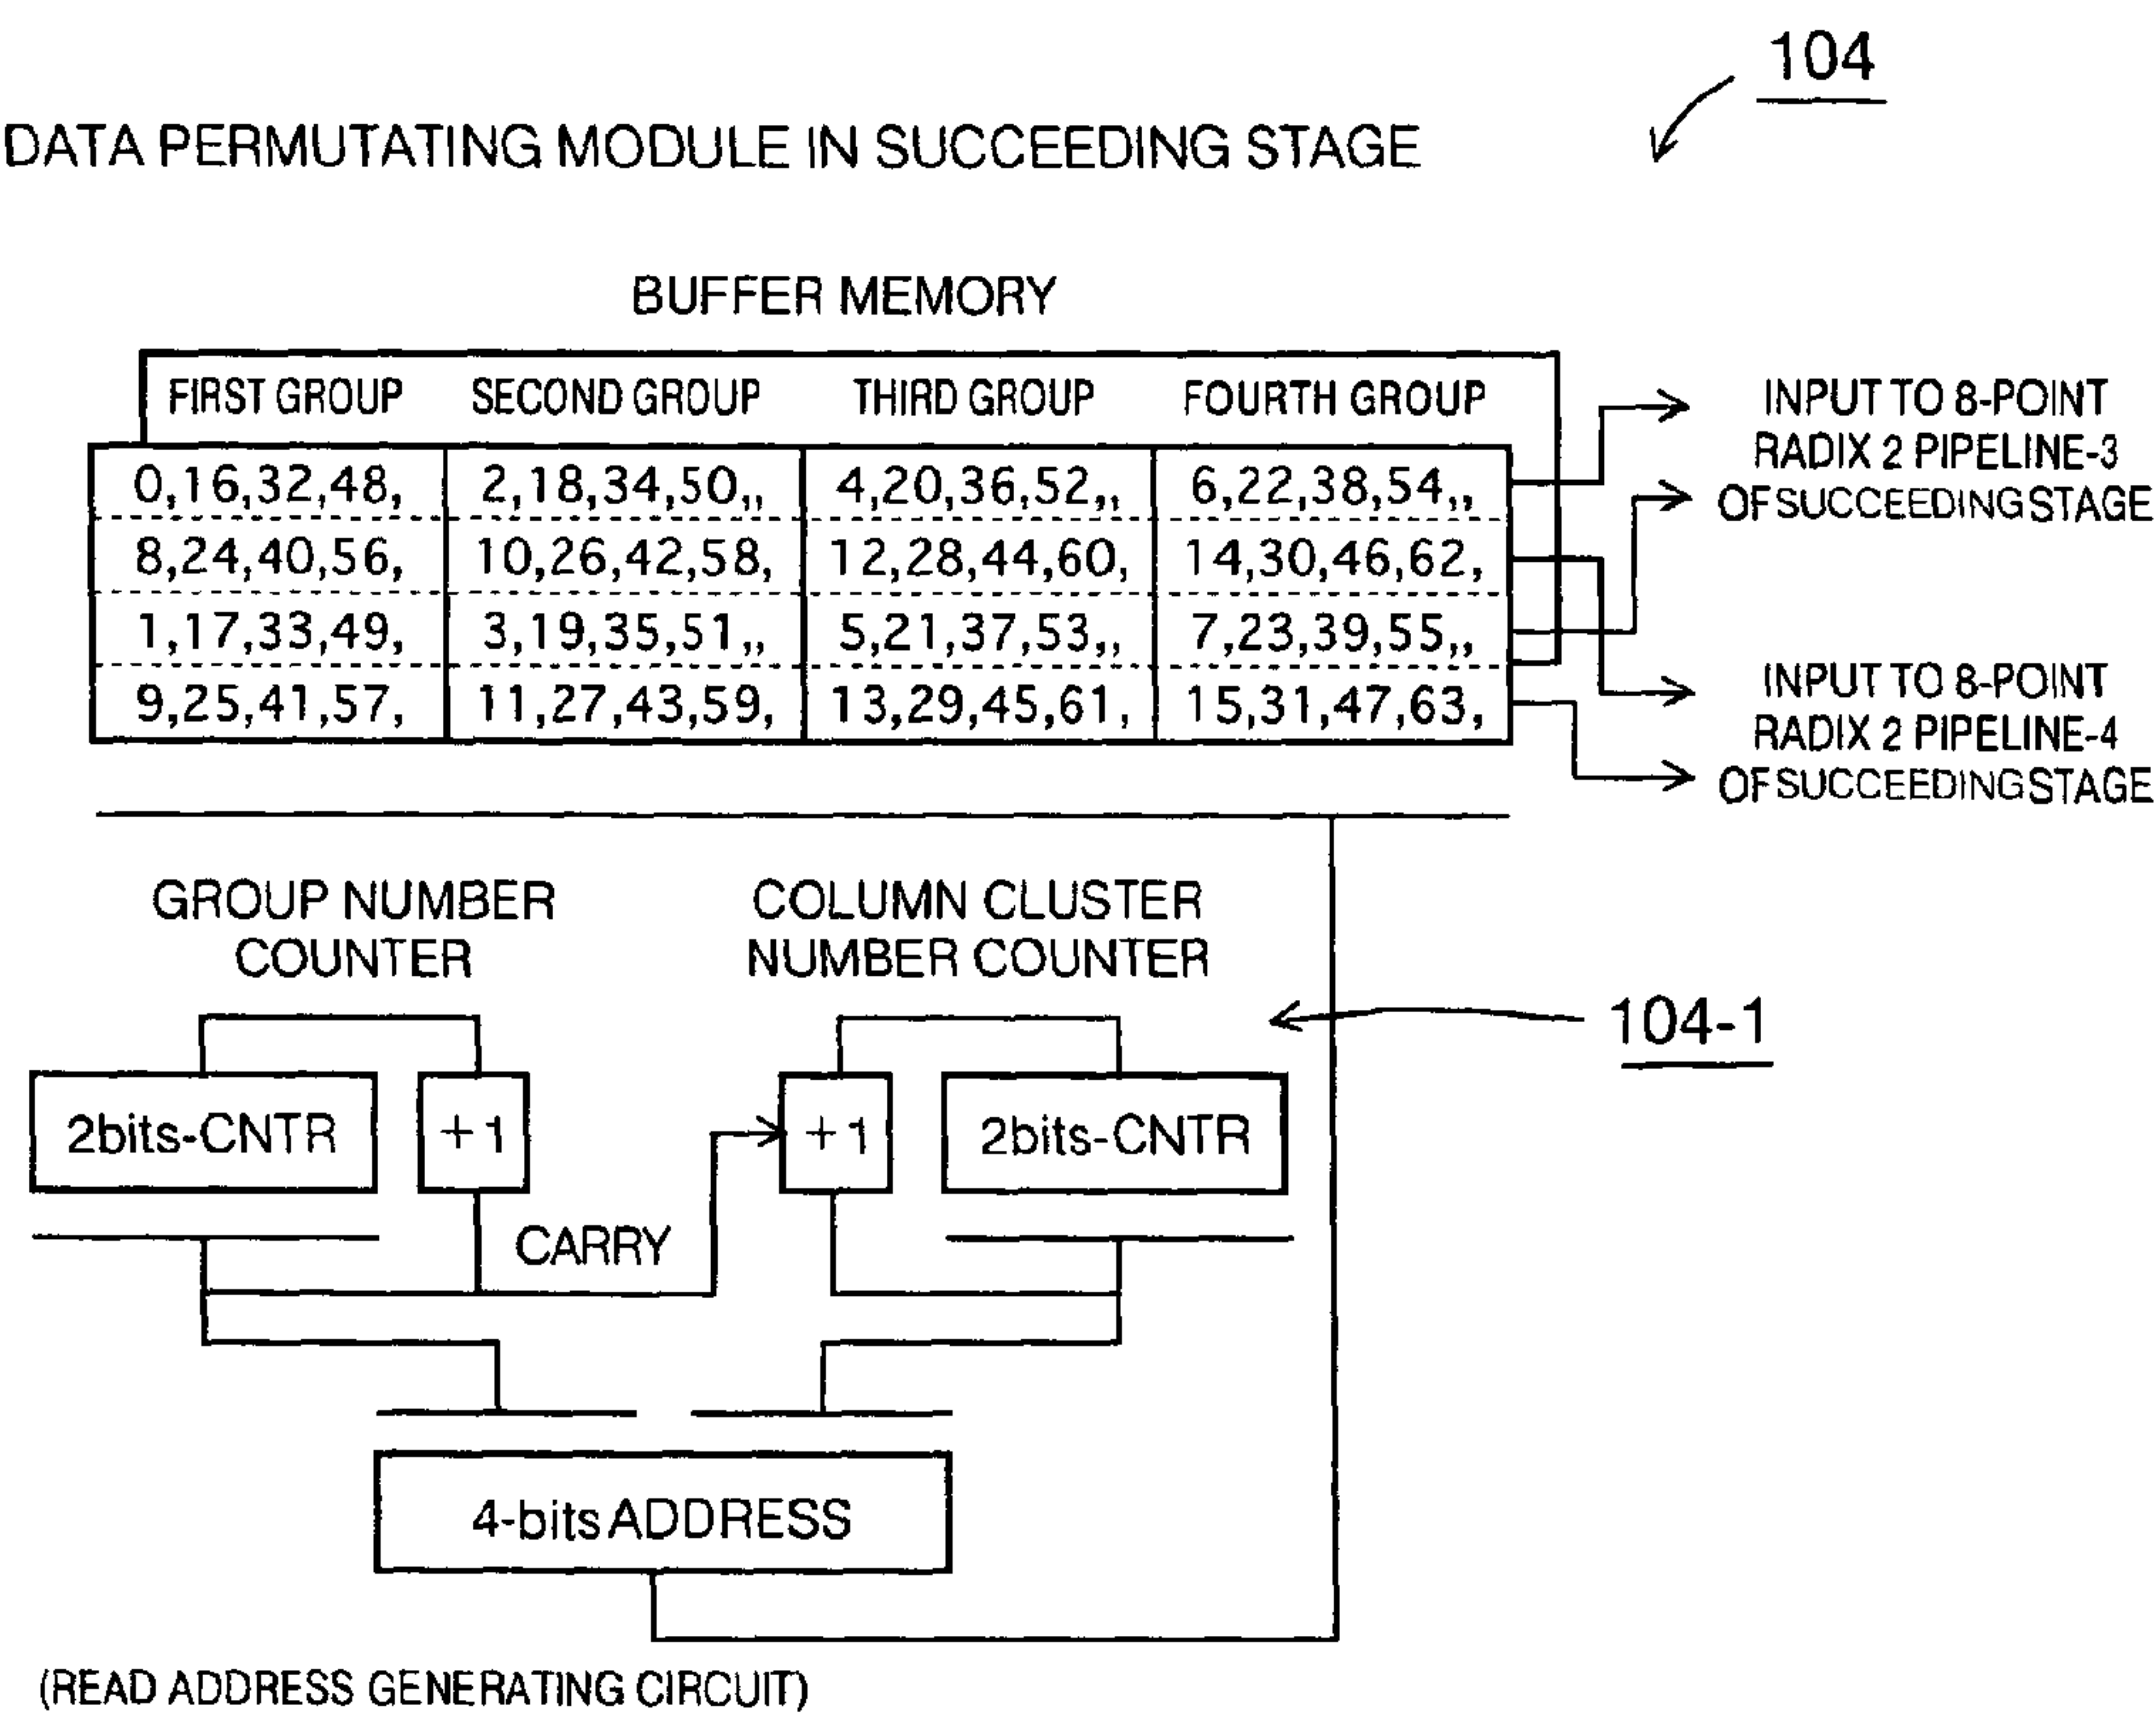 104
DATA PERMUTATING MODULE IN SUCCEEDING STAGE
BUFFER MEMORY
FIRST GROUP SECOND GROUP THIRD GROUP FOURTH GROUP
0,16,32,48, 2,18,34,50,, 4,20,36,52,, 6,22,38,54,,
8,24,40,56, 10,26,42,58, 12,28,44,60, 14,30,46,62,
1,17,33,49, 3,19,35,51,, 5,21,37,53,, 7,23,39,55,,
9,25,41,57, 11,27,43,59, 13,29,45,61, 15,31,47,63,
INPUT TO 8-POINT
RADIX 2 PIPELINE-3
OF SUCCEEDING STAGE
INPUT TO 8-POINT
RADIX 2 PIPELINE-4
OF SUCCEEDING STAGE
GROUP NUMBER
COUNTER
COLUMN CLUSTER
NUMBER COUNTER
104-1
2bits-CNTR +1 +1 2bits-CNTR
CARRY
4-bits ADDRESS
(READ ADDRESS GENERATING CIRCUIT)